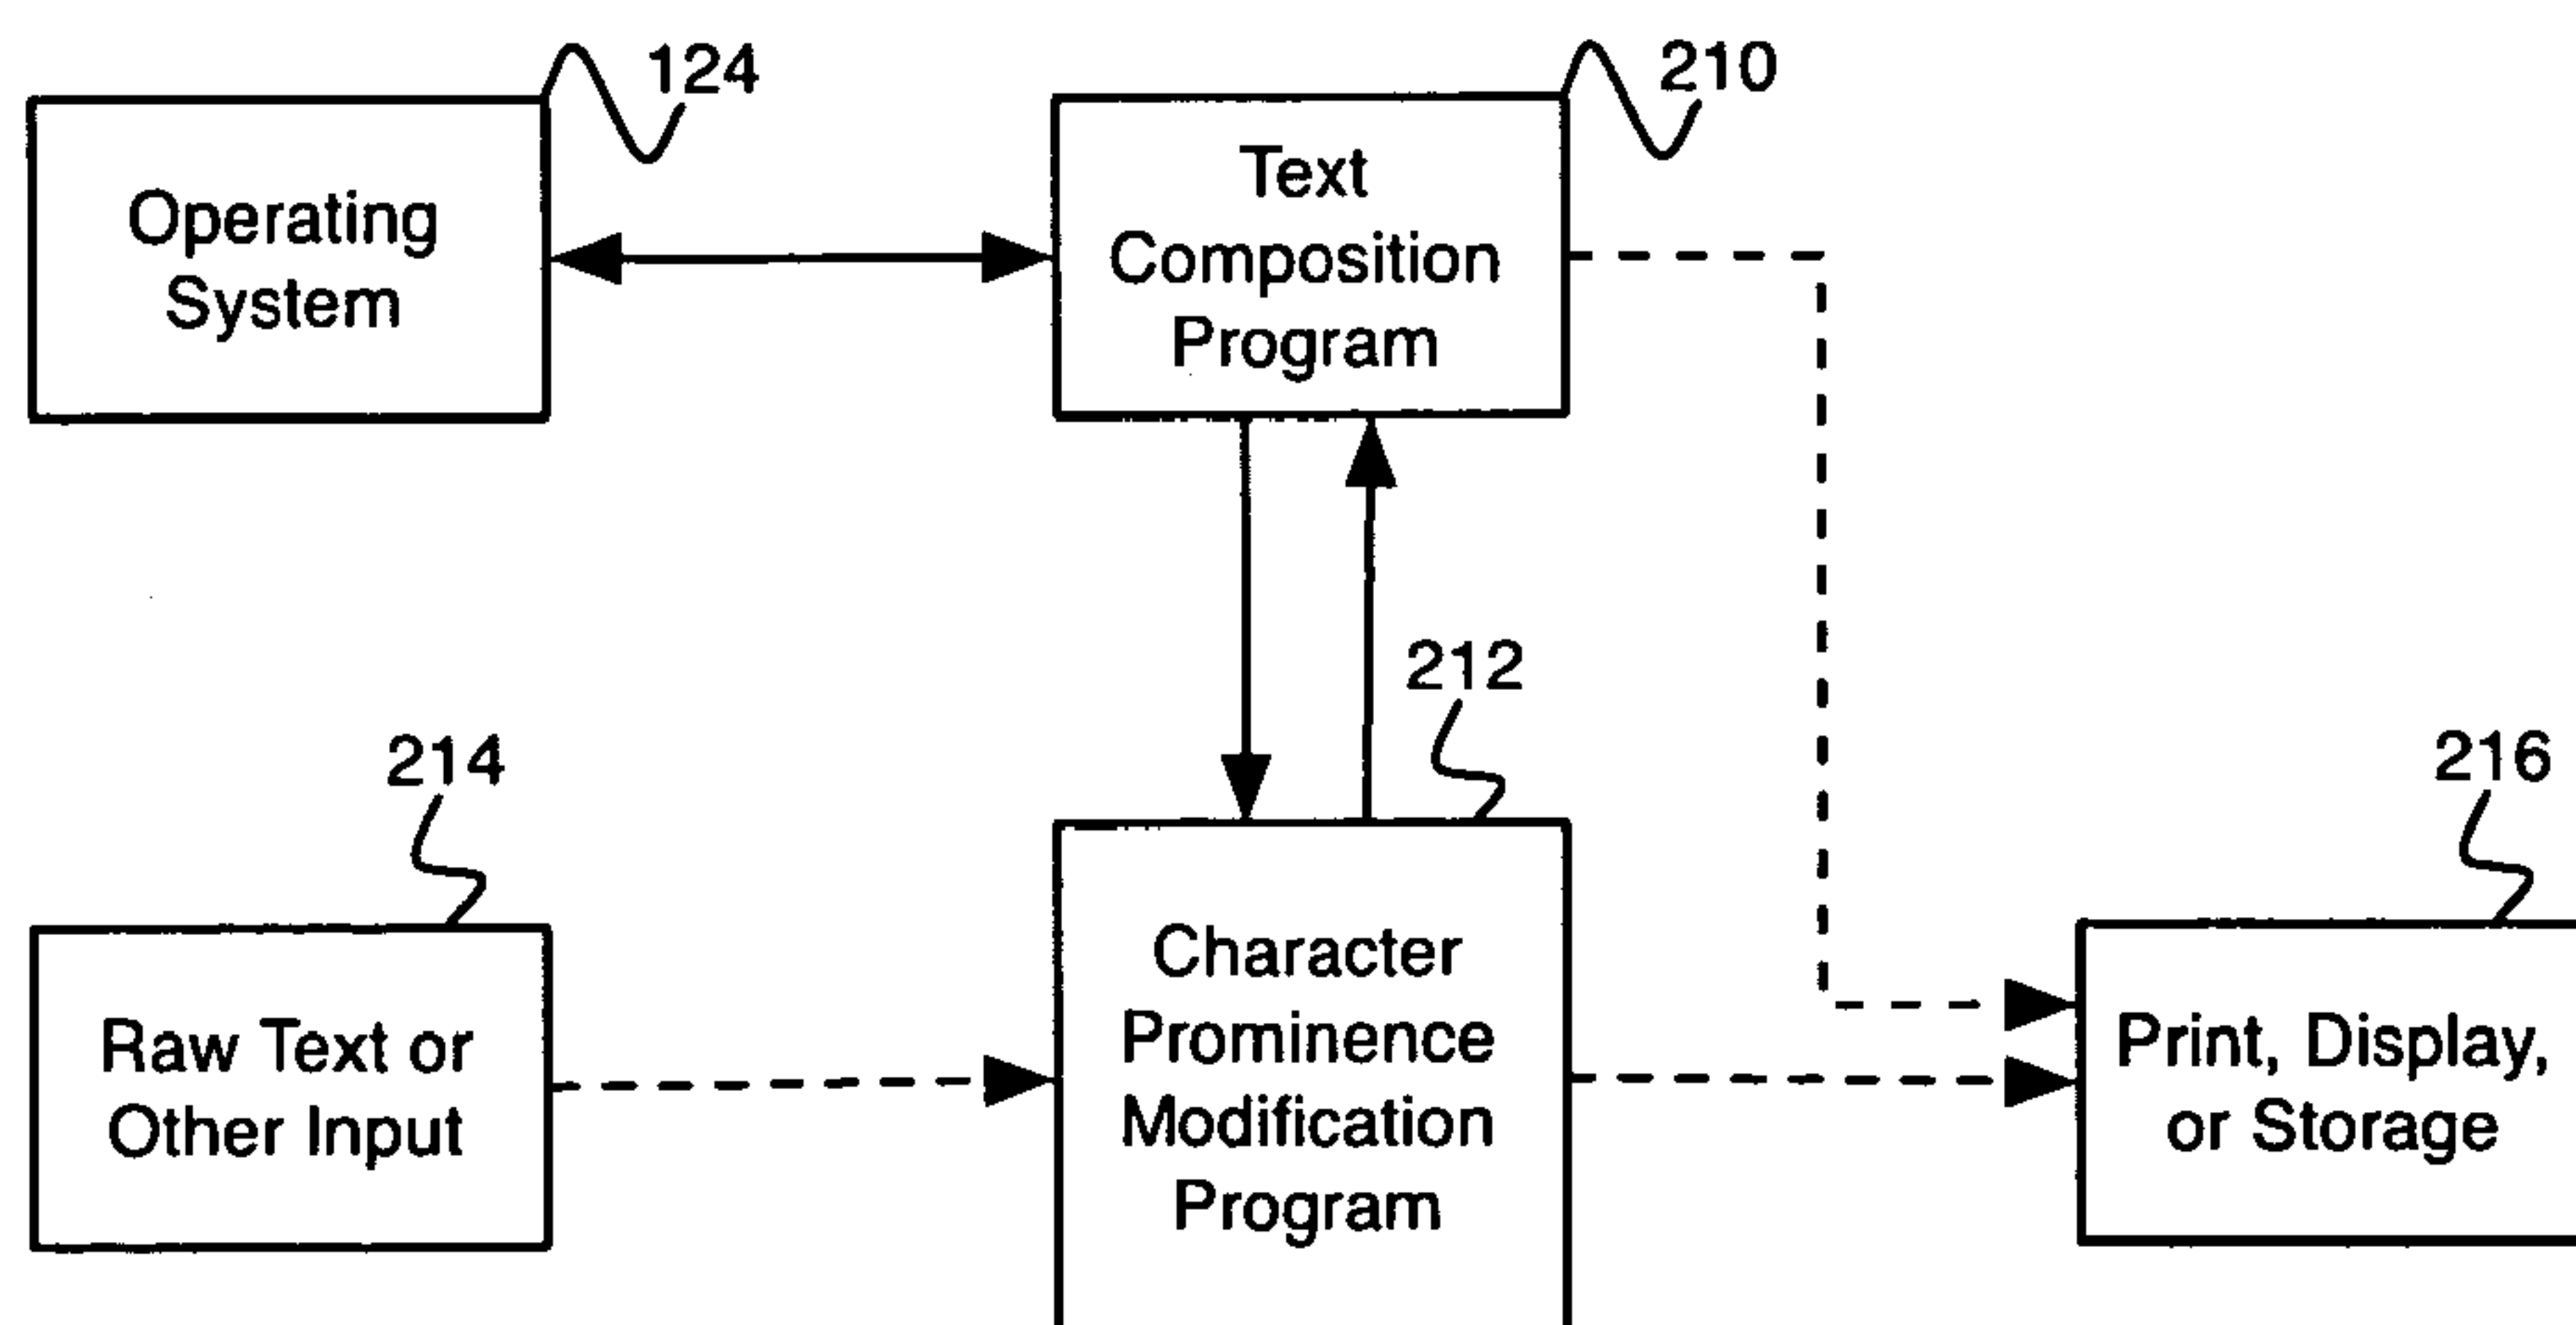 124
Operating
System
210
Text
Composition
Program
214
Raw Text or
Other Input
212
Character
Prominence
Modification
Program
216
Print, Display,
or Storage